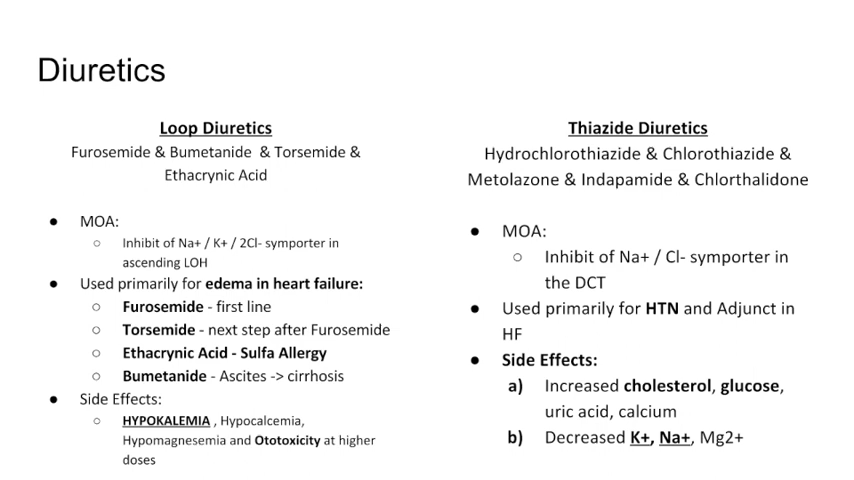 Diuretics
Loop Diuretics
Furosemide & Bumetanide & Torsemide &
Ethacrynic Acid
● MOA:
○ Inhibit of Na+ / K+ / 2Cl- symporter in
ascending LOH
● Used primarily for edema in heart failure:
○ Furosemide - first line
○ Torsemide - next step after Furosemide
○ Ethacrynic Acid - Sulfa Allergy
○ Bumetanide - Ascites -> cirrhosis
● Side Effects:
○ HYPOKALEMIA , Hypocalcemia,
Hypomagnesemia and Ototoxicity at higher
doses
Thiazide Diuretics
Hydrochlorothiazide & Chlorothiazide &
Metolazone & Indapamide & Chlorthalidone
● MOA:
○ Inhibit of Na+ / Cl- symporter in
the DCT
● Used primarily for HTN and Adjunct in
HF
● Side Effects:
a) Increased cholesterol, glucose,
uric acid, calcium
b) Decreased K+, Na+, Mg2+